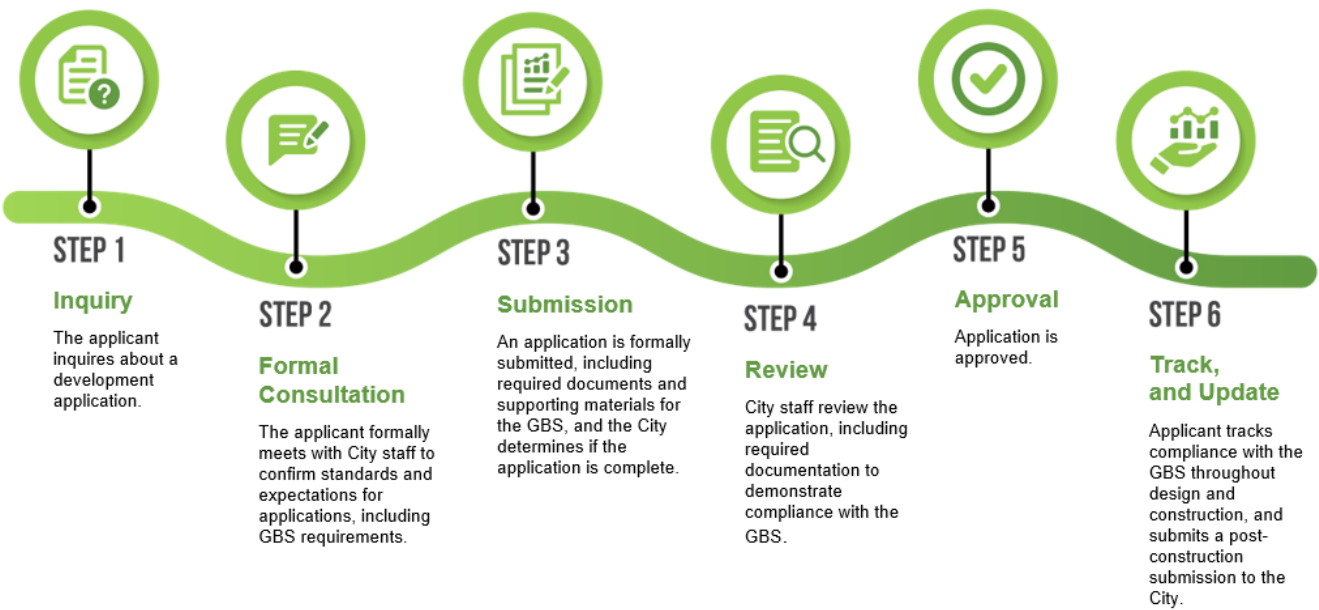 STEP 1
Inquiry
The applicant
inquires about a
development
application.
STEP 2
Formal
Consultation
The applicant formally
meets with City staff to
confirm standards and
expectations for
applications, including
GBS requirements.
STEP 3
Submission
An application is formally
submitted, including
required documents and
supporting materials for
the GBS, and the City
determines if the
application is complete.
STEP 4
Review
City staff review the
application, including
required
documentation to
demonstrate
compliance with the
GBS.
STEP 5
Approval
Application is
approved.
STEP 6
Track,
and Update
Applicant tracks
compliance with the
GBS throughout
design and
construction, and
submits a post-
construction
submission to the
City.